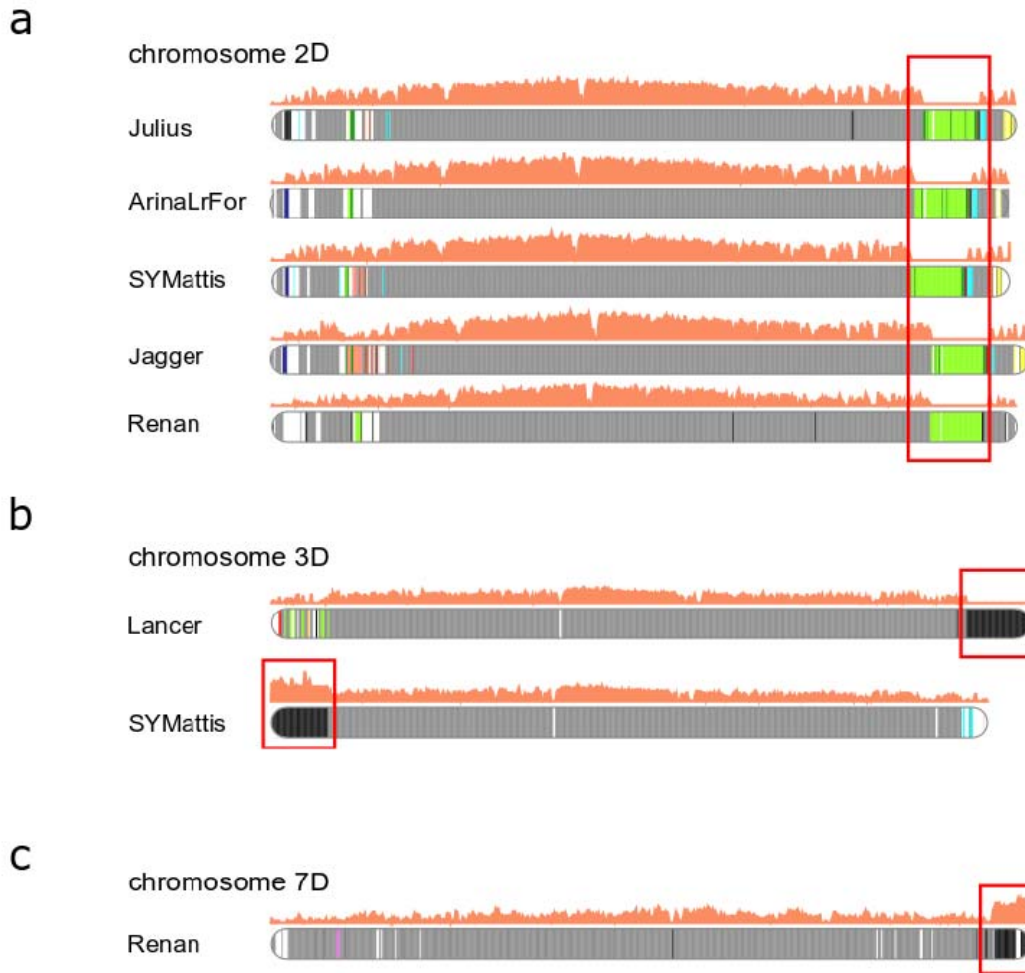 a
chromosome 2D
Julius
ArinaLrFor
SYMattis
Jagger
Renan
b
chromosome 3D
Lancer
SYMattis
c
chromosome 7D
Renan